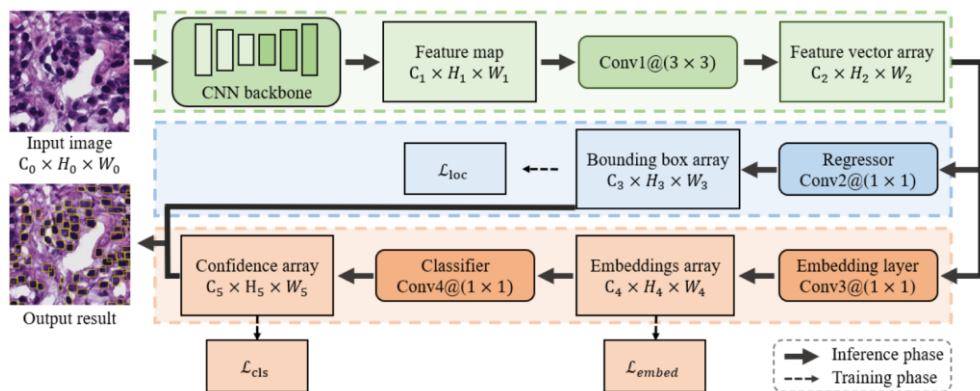 CNN backbone
Feature map
C₁ × H₁ × W₁
Conv1@(3 × 3)
Feature vector array
C₂ × H₂ × W₂
Input image
C₀ × H₀ × W₀
ℒ_loc
Bounding box array
C₃ × H₃ × W₃
Regressor
Conv2@(1 × 1)
Confidence array
C₅ × H₅ × W₅
Classifier
Conv4@(1 × 1)
Embeddings array
C₄ × H₄ × W₄
Embedding layer
Conv3@(1 × 1)
Output result
ℒ_cls
ℒ_embed
Inference phase
Training phase